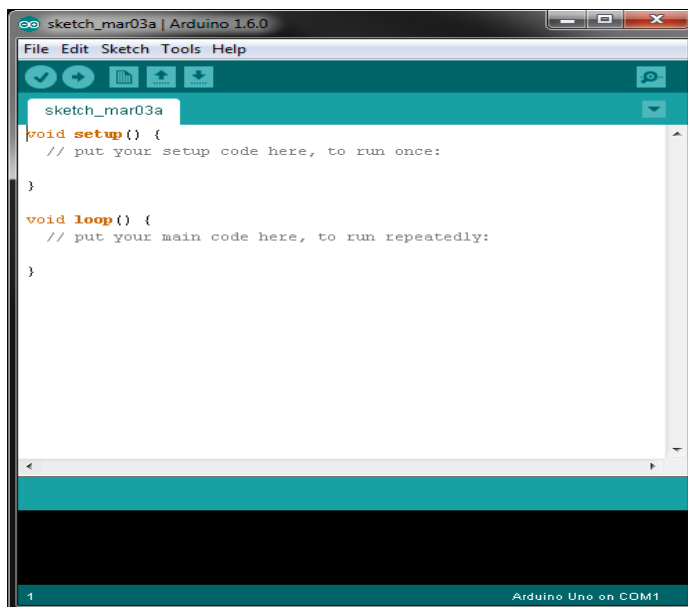 sketch_mar03a | Arduino 1.6.0
File Edit Sketch Tools Help
sketch_mar03a
void setup() {
  // put your setup code here, to run once:
}
void loop() {
  // put your main code here, to run repeatedly:
}
1 Arduino Uno on COM1